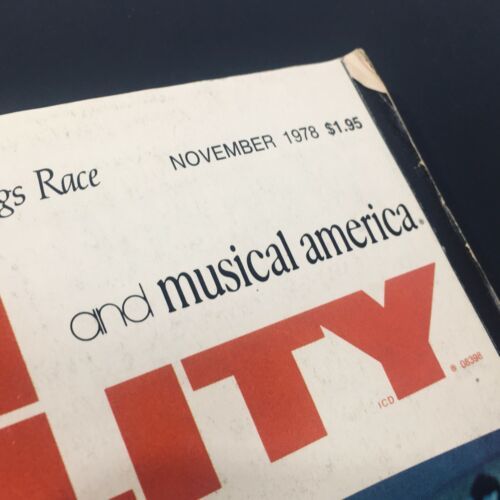 gs Race
NOVEMBER 1978 $1.95
and musical america®
LITY
ICD
® 08398